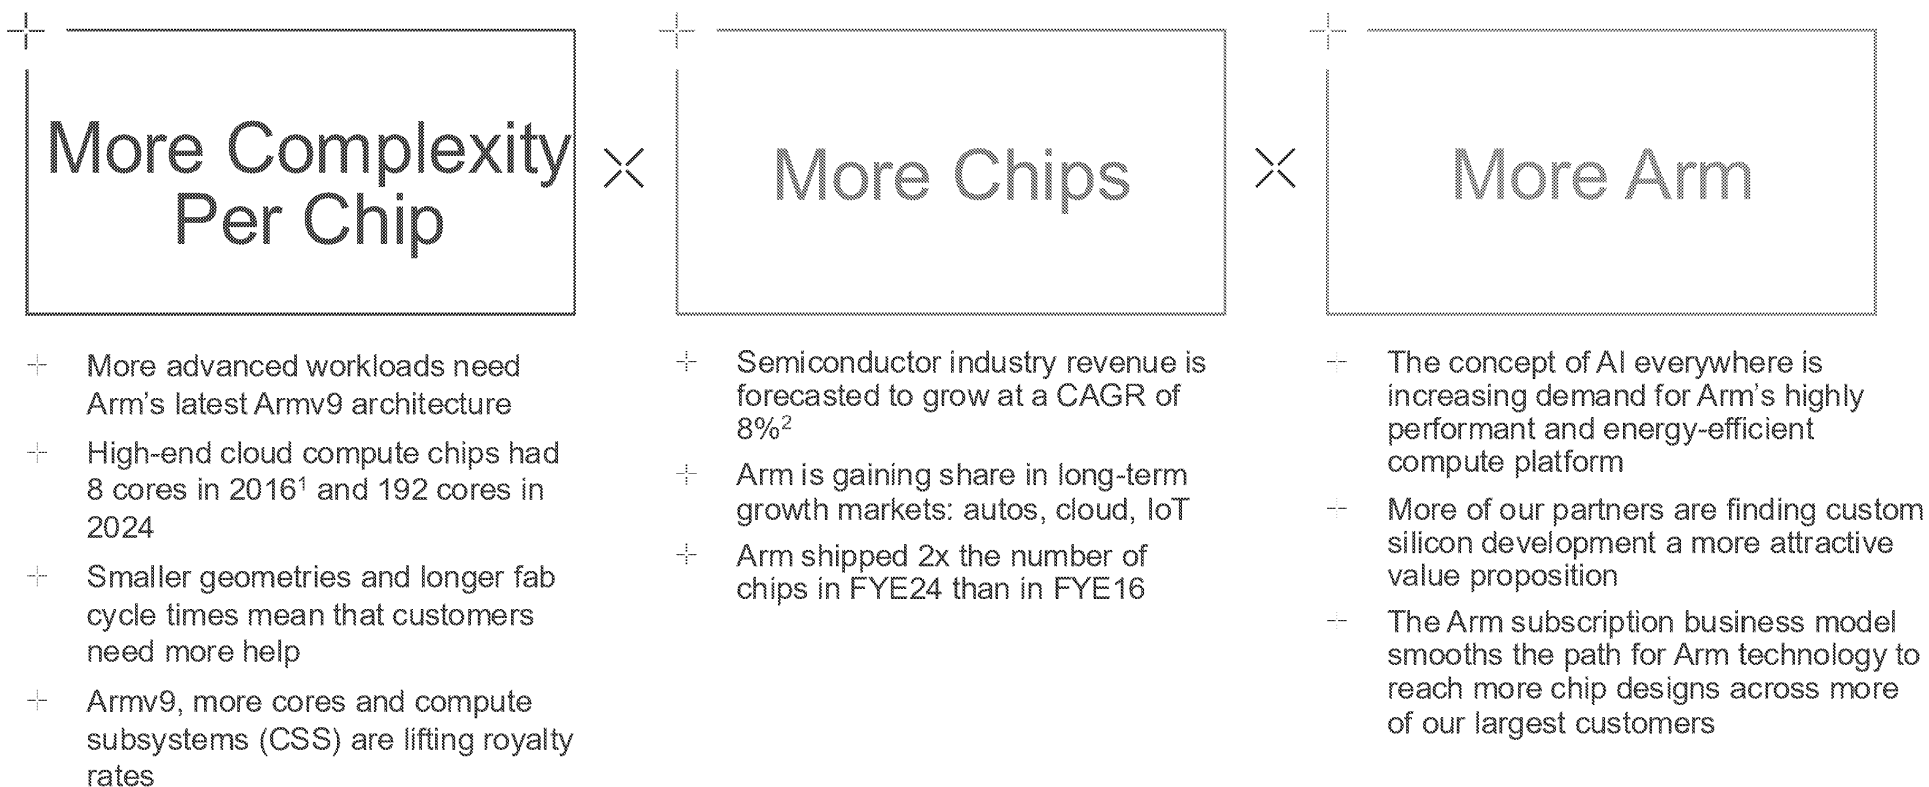 More Complexity
Per Chip
More advanced workloads need
Arm's latest Armv9 architecture
High-end cloud compute chips had
8 cores in 2016¹ and 192 cores in
2024
Smaller geometries and longer fab
cycle times mean that customers
need more help
Armv9, more cores and compute
subsystems (CSS) are lifting royalty
rates
More Chips
Semiconductor industry revenue is
forecasted to grow at a CAGR of
8%²
Arm is gaining share in long-term
growth markets: autos, cloud, IoT
Arm shipped 2x the number of
chips in FYE24 than in FYE16
More Arm
The concept of AI everywhere is
increasing demand for Arm's highly
performant and energy-efficient
compute platform
More of our partners are finding custom
silicon development a more attractive
value proposition
The Arm subscription business model
smooths the path for Arm technology to
reach more chip designs across more
of our largest customers